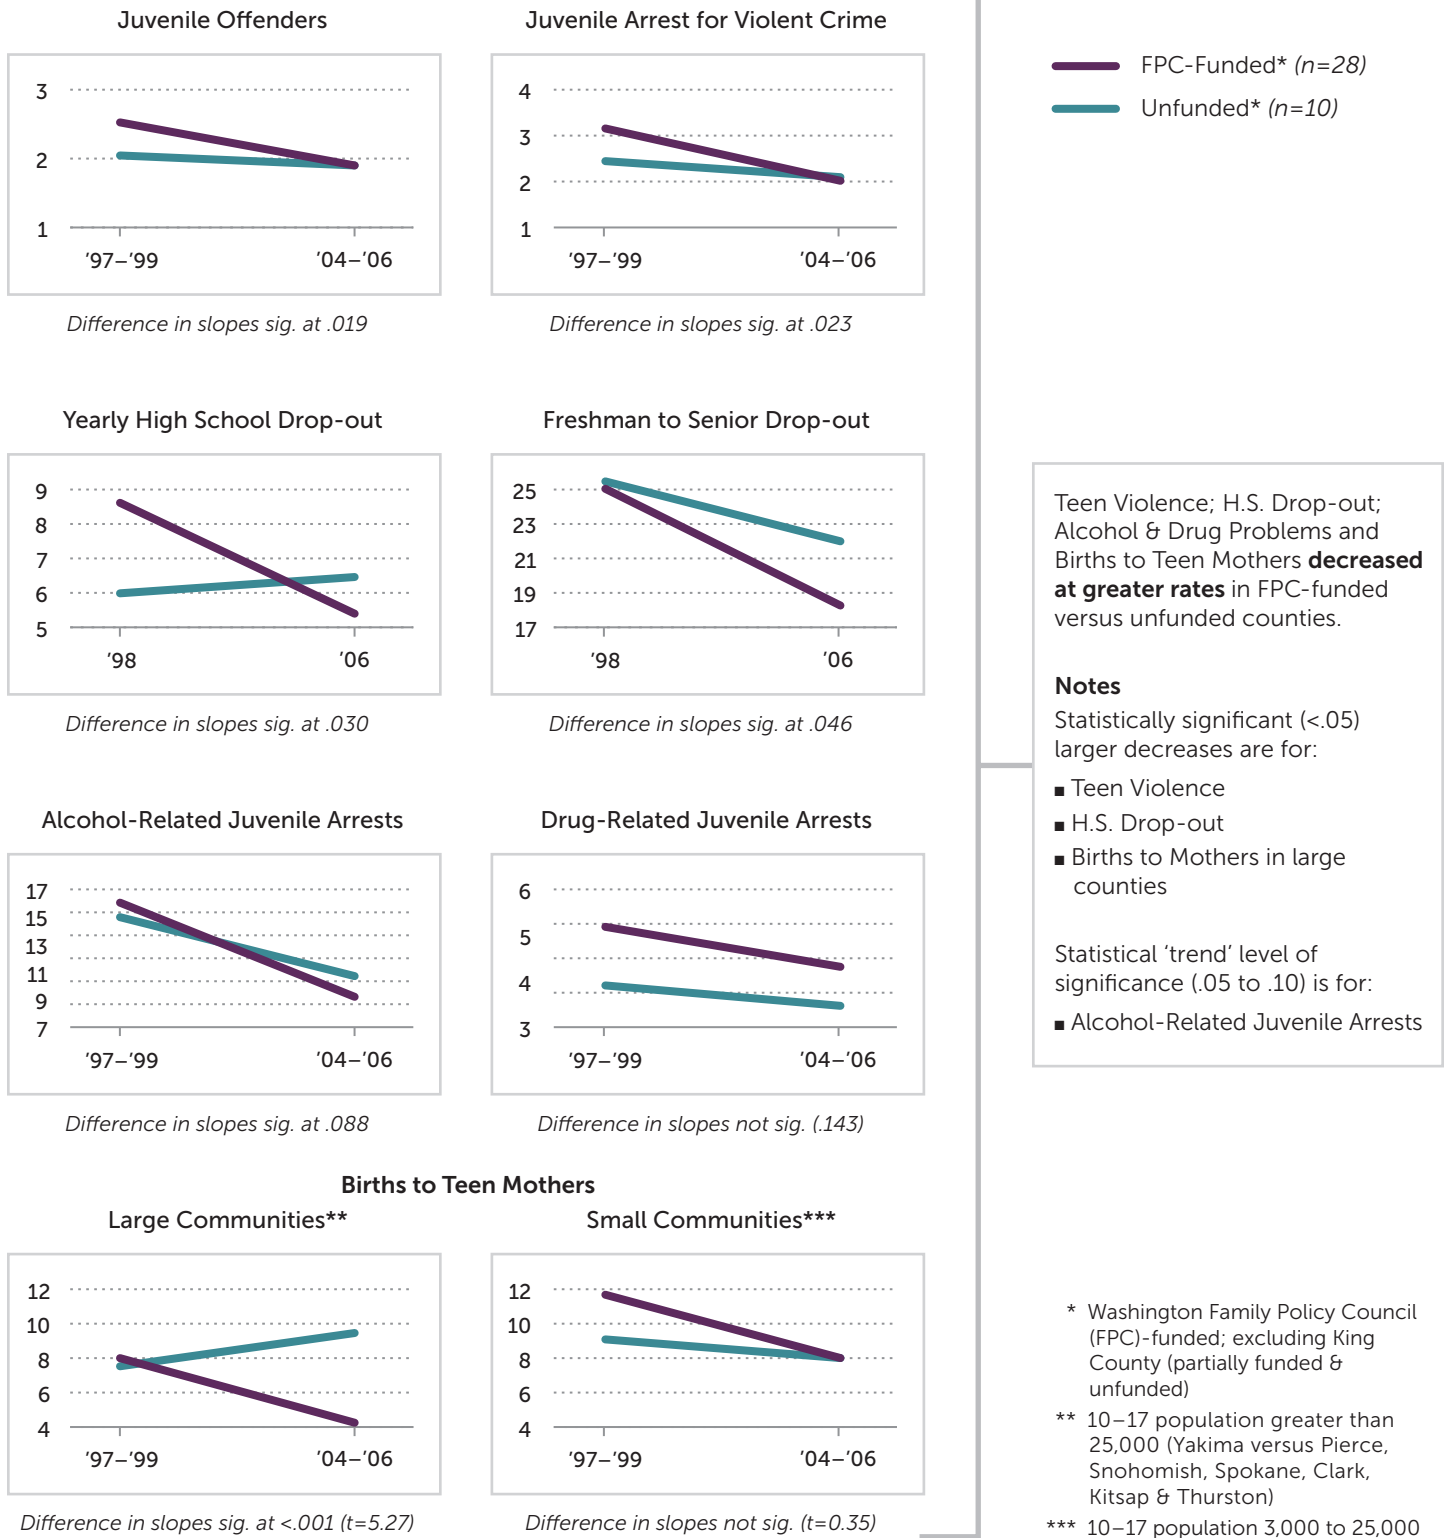 Juvenile Offenders
3
2
1
’97–’99
’04–’06
Difference in slopes sig. at .019
Juvenile Arrest for Violent Crime
4
3
2
1
’97–’99
’04–’06
Difference in slopes sig. at .023
FPC-Funded* (n=28)
Unfunded* (n=10)
Yearly High School Drop-out
9
8
7
6
5
’98
’06
Difference in slopes sig. at .030
Freshman to Senior Drop-out
25
23
21
19
17
’98
’06
Difference in slopes sig. at .046
Alcohol-Related Juvenile Arrests
17
15
13
11
9
7
’97–’99
’04–’06
Difference in slopes sig. at .088
Drug-Related Juvenile Arrests
6
5
4
3
’97–’99
’04–’06
Difference in slopes not sig. (.143)
Births to Teen Mothers
Large Communities**
12
10
8
6
4
’97–’99
’04–’06
Difference in slopes sig. at <.001 (t=5.27)
Small Communities***
12
10
8
6
4
’97–’99
’04–’06
Difference in slopes not sig. (t=0.35)
Teen Violence; H.S. Drop-out;
Alcohol & Drug Problems and
Births to Teen Mothers decreased
at greater rates in FPC-funded
versus unfunded counties.
Notes
Statistically significant (<.05)
larger decreases are for:
■ Teen Violence
■ H.S. Drop-out
■ Births to Mothers in large
counties
Statistical ‘trend’ level of
significance (.05 to .10) is for:
■ Alcohol-Related Juvenile Arrests
* Washington Family Policy Council
(FPC)-funded; excluding King
County (partially funded &
unfunded)
** 10–17 population greater than
25,000 (Yakima versus Pierce,
Snohomish, Spokane, Clark,
Kitsap & Thurston)
*** 10–17 population 3,000 to 25,000